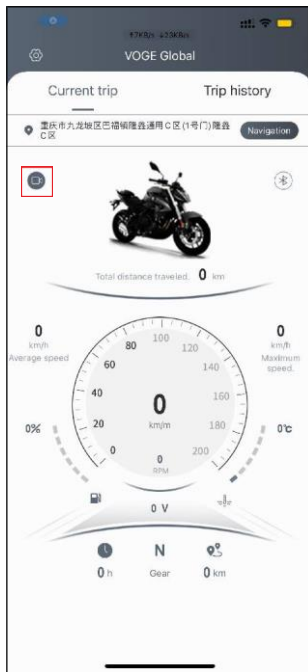 VOGE Global
Current trip
Trip history
重庆市九龙坡区巴福镇隆鑫通用C区(1号门)隆鑫
C区
Navigation
Total distance traveled. 0 km
0
km/h
Average speed
0
km/h
Maximum
speed.
0 20 40 60 80 100 120 140 160 180 200
0
km/m
0
RPM
0%
0°C
0 V
0 h
N
Gear
0 km